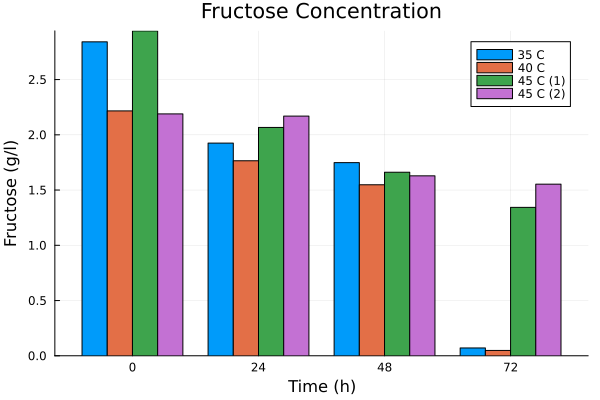 Fructose Concentration
35 C
40 C
45 C (1)
45 C (2)
Fructose (g/l)
2.5
2.0
1.5
1.0
0.5
0.0
0 24 48 72
Time (h)